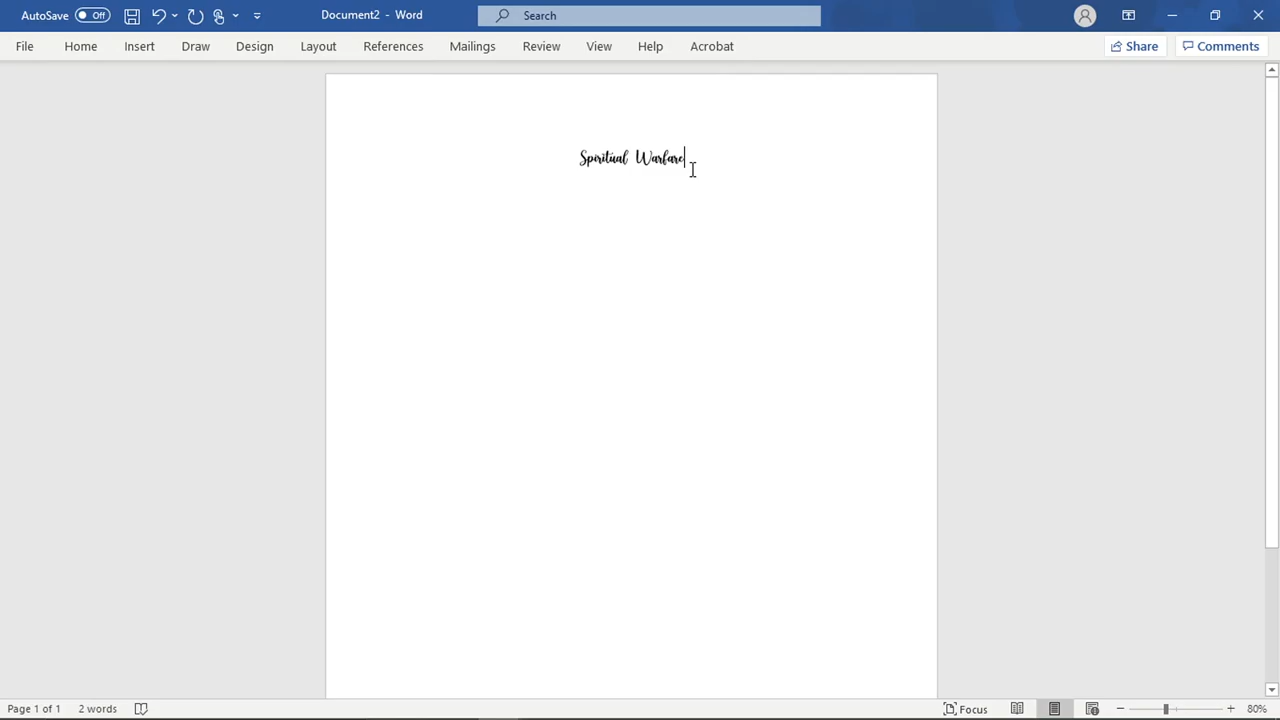 AutoSave Off Document2 - Word Search
File Home Insert Draw Design Layout References Mailings Review View Help Acrobat Share Comments
Spiritual Warfare
Page 1 of 1 2 words Focus 80%